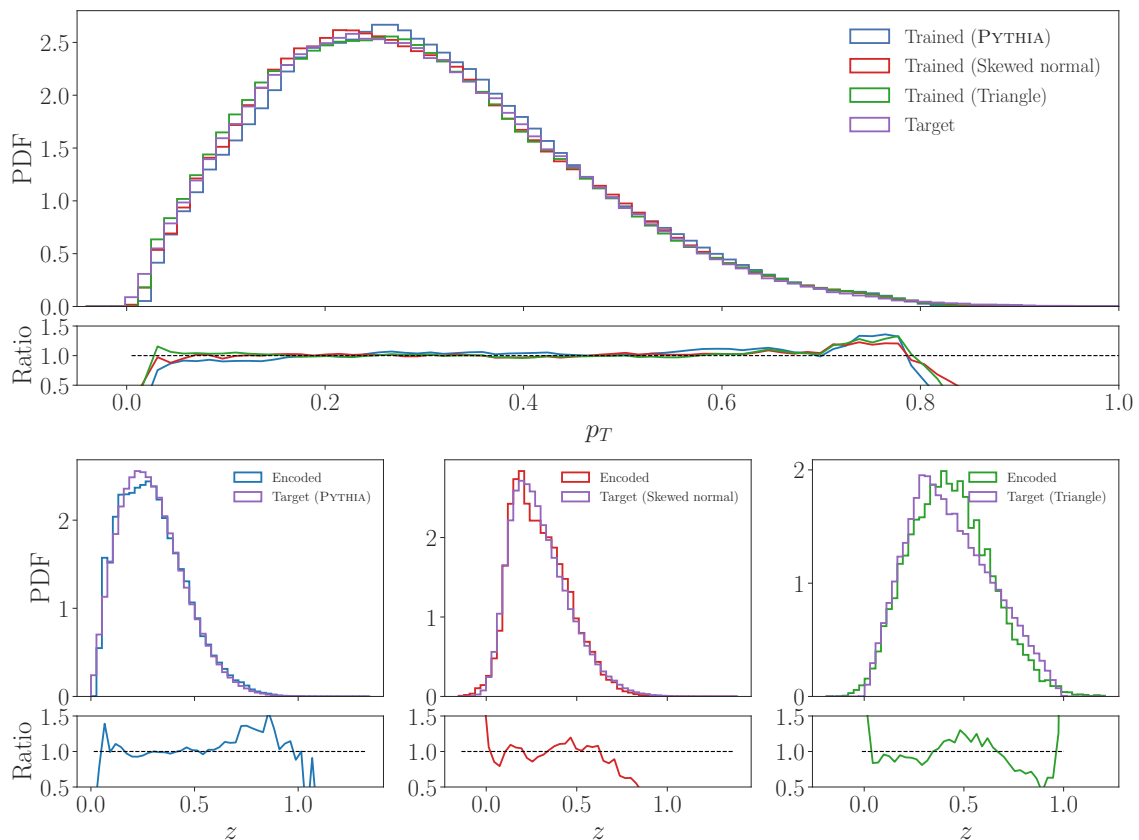 PDF
2.5
2.0
1.5
1.0
0.5
0.0
Trained (PYTHIA)
Trained (Skewed normal)
Trained (Triangle)
Target
Ratio
1.5
1.0
0.5
0.0 0.2 0.4 0.6 0.8 1.0
p_T
PDF
2
1
0
Encoded
Target (PYTHIA)
2
1
0
Encoded
Target (Skewed normal)
2
1
0
Encoded
Target (Triangle)
Ratio
1.5
1.0
0.5
0.0 0.5 1.0
z
1.5
1.0
0.5
0.0 0.5 1.0
z
1.5
1.0
0.5
0.0 0.5 1.0
z